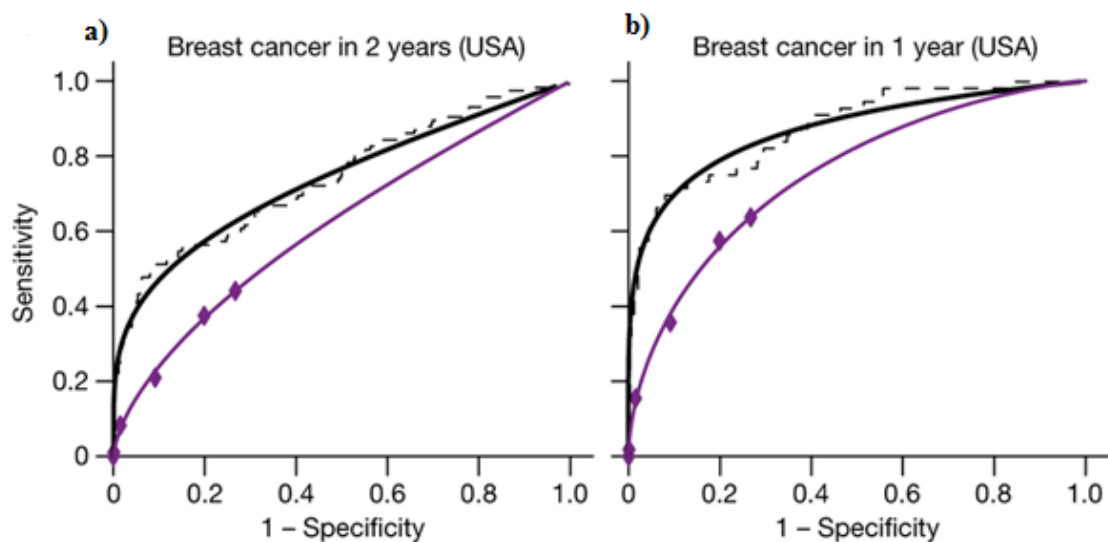 a)
Breast cancer in 2 years (USA)
1.0
0.8
0.6
0.4
0.2
0
Sensitivity
0 0.2 0.4 0.6 0.8 1.0
1 – Specificity
b)
Breast cancer in 1 year (USA)
0 0.2 0.4 0.6 0.8 1.0
1 – Specificity